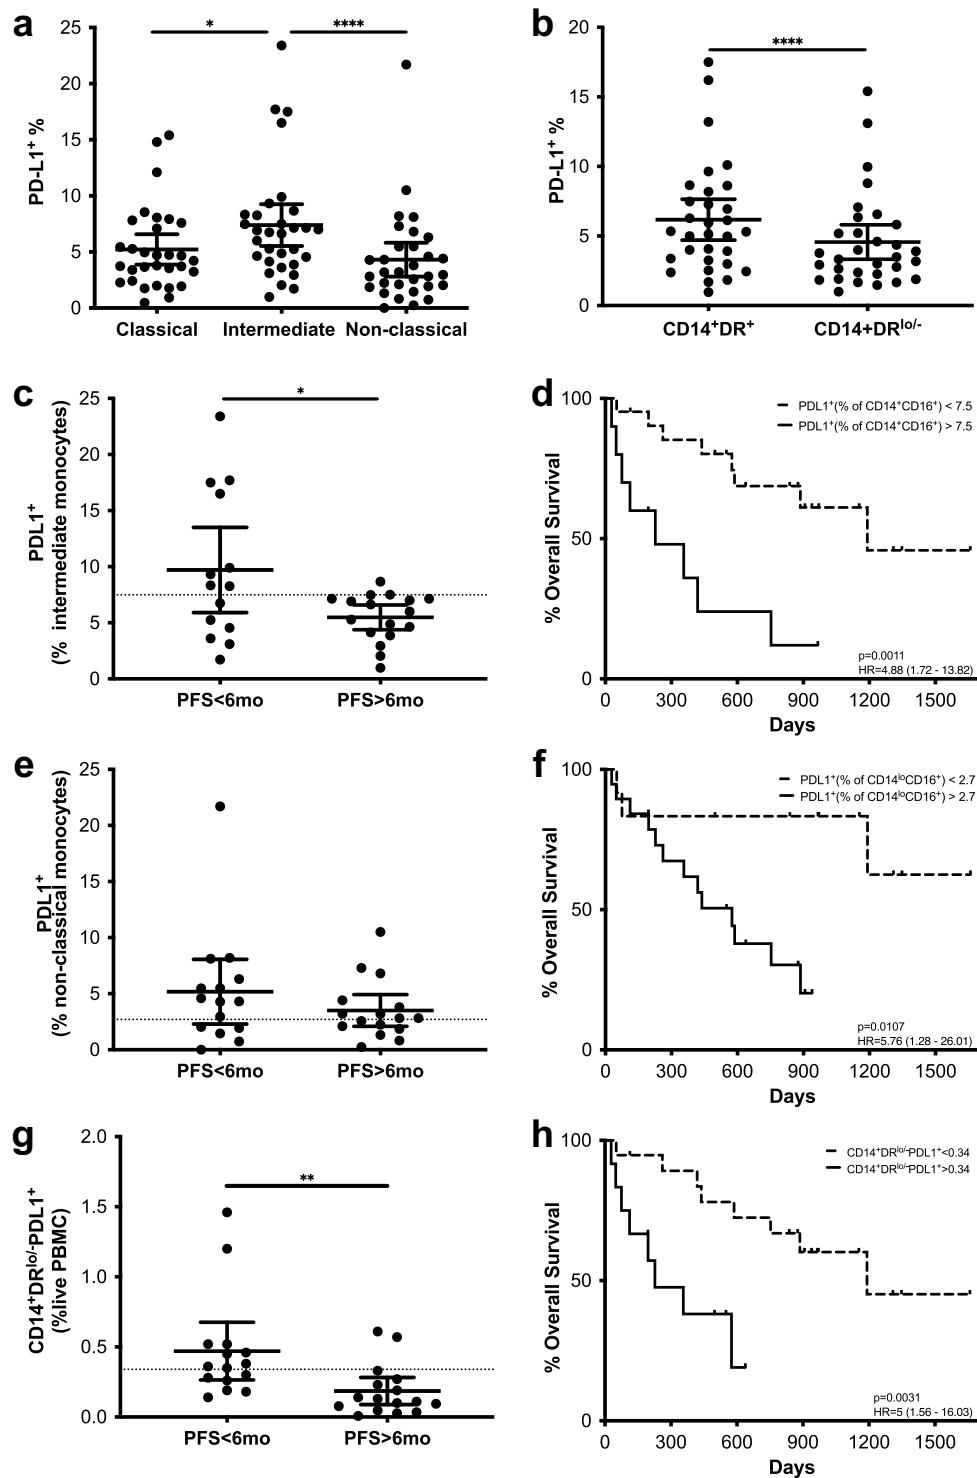 a
25
20
15
10
5
0
PD-L1⁺ %
*
****
Classical
Intermediate
Non-classical
b
20
15
10
5
0
PD-L1⁺ %
****
CD14⁺DR⁺
CD14+DRˡᵒ/⁻
c
25
20
15
10
5
0
PDL1⁺
(% intermediate monocytes)
*
PFS<6mo
PFS>6mo
d
100
50
0
% Overall Survival
PDL1⁺(% of CD14⁺CD16⁺) < 7.5
PDL1⁺(% of CD14⁺CD16⁺) > 7.5
p=0.0011
HR=4.88 (1.72 - 13.82)
0 300 600 900 1200 1500
Days
e
25
20
15
10
5
0
PDL1⁺
(% non-classical monocytes)
PFS<6mo
PFS>6mo
f
100
50
0
% Overall Survival
PDL1⁺(% of CD14ˡᵒCD16⁺) < 2.7
PDL1⁺(% of CD14ˡᵒCD16⁺) > 2.7
p=0.0107
HR=5.76 (1.28 - 26.01)
0 300 600 900 1200 1500
Days
g
2.0
1.5
1.0
0.5
0.0
CD14⁺DRˡᵒ/⁻PDL1⁺
(%live PBMC)
**
PFS<6mo
PFS>6mo
h
100
50
0
% Overall Survival
CD14⁺DRˡᵒ/⁻PDL1⁺<0.34
CD14⁺DRˡᵒ/⁻PDL1⁺>0.34
p=0.0031
HR=5 (1.56 - 16.03)
0 300 600 900 1200 1500
Days